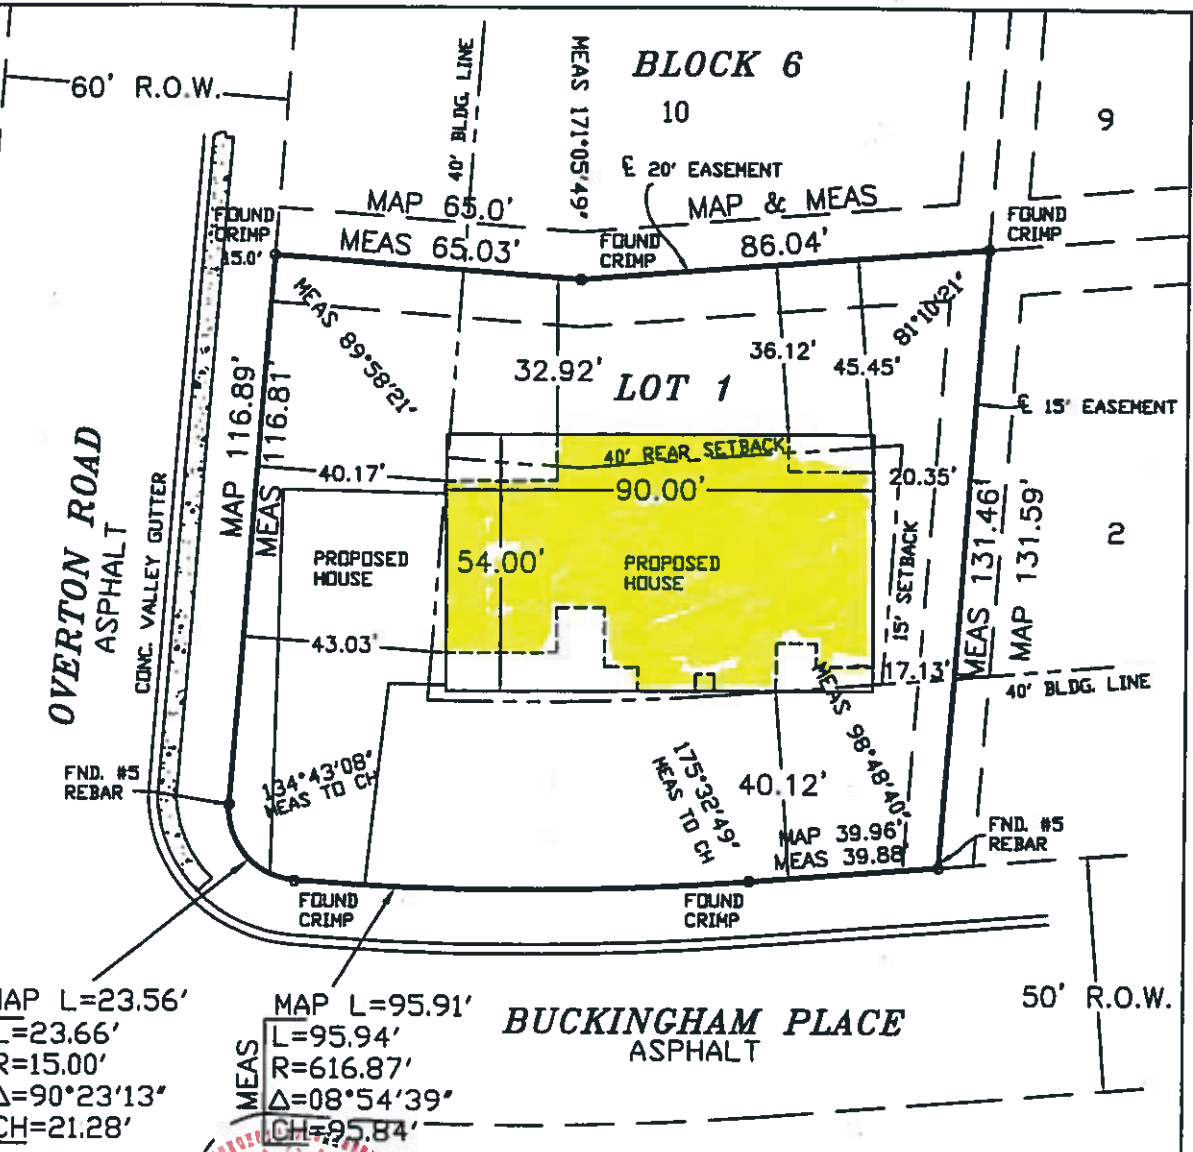 60' R.O.W.
40' BLDG. LINE
MEAS 171°05'49"
BLOCK 6
10
9
℄ 20' EASEMENT
MAP 65.0'
MEAS 65.03'
MAP & MEAS
86.04'
FOUND
CRIMP
15.0'
FOUND
CRIMP
FOUND
CRIMP
MEAS 89°58'21"
81°10'21"
32.92'
36.12'
45.45'
LOT 1
℄ 15' EASEMENT
MAP 116.89'
MEAS 116.81'
40' REAR SETBACK
40.17'
90.00'
20.35'
OVERTON ROAD
ASPHALT
CONC. VALLEY GUTTER
PROPOSED
HOUSE
54.00'
PROPOSED
HOUSE
15' SETBACK
MEAS 131.46'
MAP 131.59'
2
43.03'
17.13'
40' BLDG. LINE
FND. #5
REBAR
134°43'08"
MEAS TO CH
175°32'49"
MEAS TO CH
MEAS 98°48'40"
40.12'
MAP 39.96'
MEAS 39.88'
FND. #5
REBAR
FOUND
CRIMP
FOUND
CRIMP
MAP L=23.56'
L=23.66'
R=15.00'
Δ=90°23'13"
CH=21.28'
MAP L=95.91'
MEAS
L=95.94'
R=616.87'
Δ=08°54'39"
CH=95.84'
BUCKINGHAM PLACE
ASPHALT
50' R.O.W.